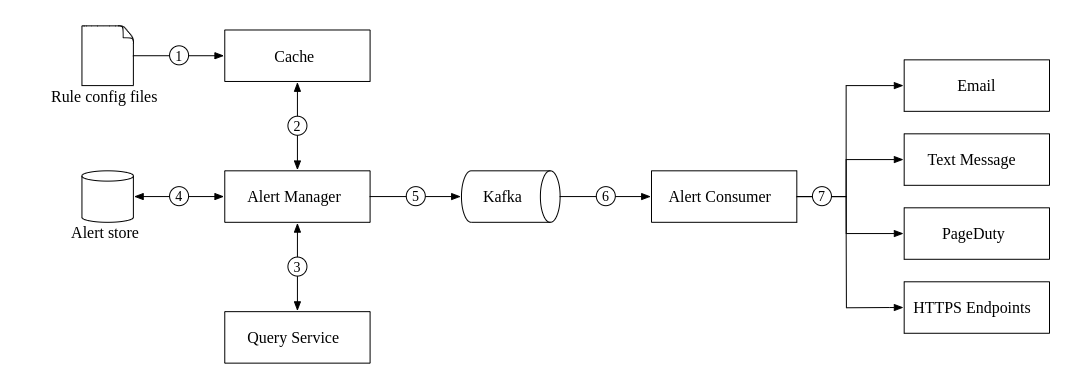 1
Cache
Rule config files
Email
2
Text Message
4
Alert Manager
5
Kafka
6
Alert Consumer
7
Alert store
PageDuty
3
HTTPS Endpoints
Query Service